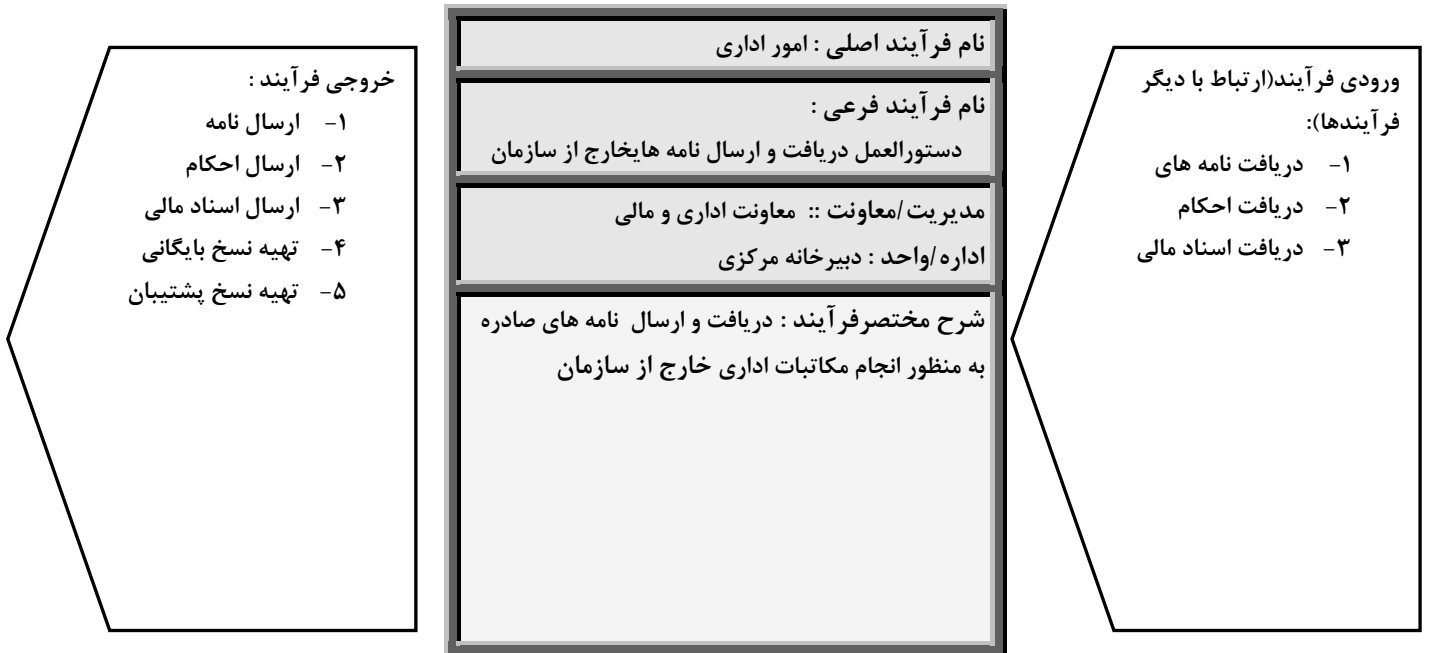 ورودی فرآیند(ارتباط با دیگر
فرآیندها):
۱- دریافت نامه های
۲- دریافت احکام
۳- دریافت اسناد مالی
نام فرآیند اصلی : امور اداری
نام فرآیند فرعی :
دستورالعمل دریافت و ارسال نامه هایخارج از سازمان
مدیریت/معاونت :: معاونت اداری و مالی
اداره/واحد : دبیرخانه مرکزی
شرح مختصرفرآیند : دریافت و ارسال نامه های صادره
به منظور انجام مکاتبات اداری خارج از سازمان
خروجی فرآیند :
۱- ارسال نامه
۲- ارسال احکام
۳- ارسال اسناد مالی
۴- تهیه نسخ بایگانی
۵- تهیه نسخ پشتیبان